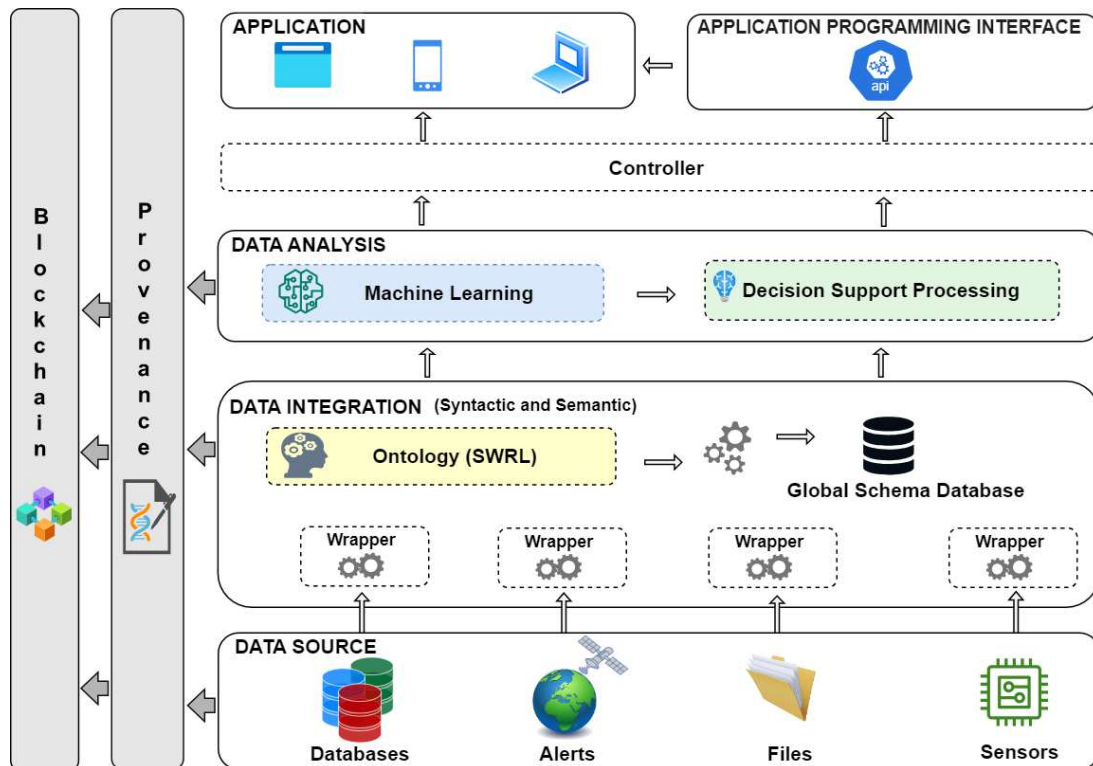 Blockchain
Provenance
APPLICATION
APPLICATION PROGRAMMING INTERFACE
api
Controller
DATA ANALYSIS
Machine Learning
Decision Support Processing
DATA INTEGRATION (Syntactic and Semantic)
Ontology (SWRL)
Global Schema Database
Wrapper
Wrapper
Wrapper
Wrapper
DATA SOURCE
Databases
Alerts
Files
Sensors